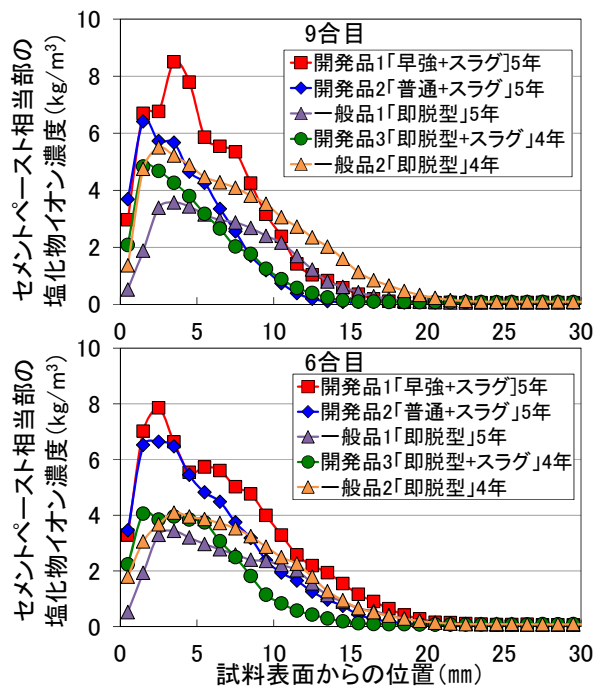 9合目
開発品1「早強+スラグ]5年
開発品2「普通+スラグ」5年
一般品1「即脱型」5年
開発品3「即脱型+スラグ」4年
一般品2「即脱型」4年
セメントペースト相当部の
塩化物イオン濃度(kg/m³)
10
8
6
4
2
0
0 5 10 15 20 25 30
6合目
開発品1「早強+スラグ]5年
開発品2「普通+スラグ」5年
一般品1「即脱型」5年
開発品3「即脱型+スラグ」4年
一般品2「即脱型」4年
セメントペースト相当部の
塩化物イオン濃度(kg/m³)
10
8
6
4
2
0
0 5 10 15 20 25 30
試料表面からの位置(mm)